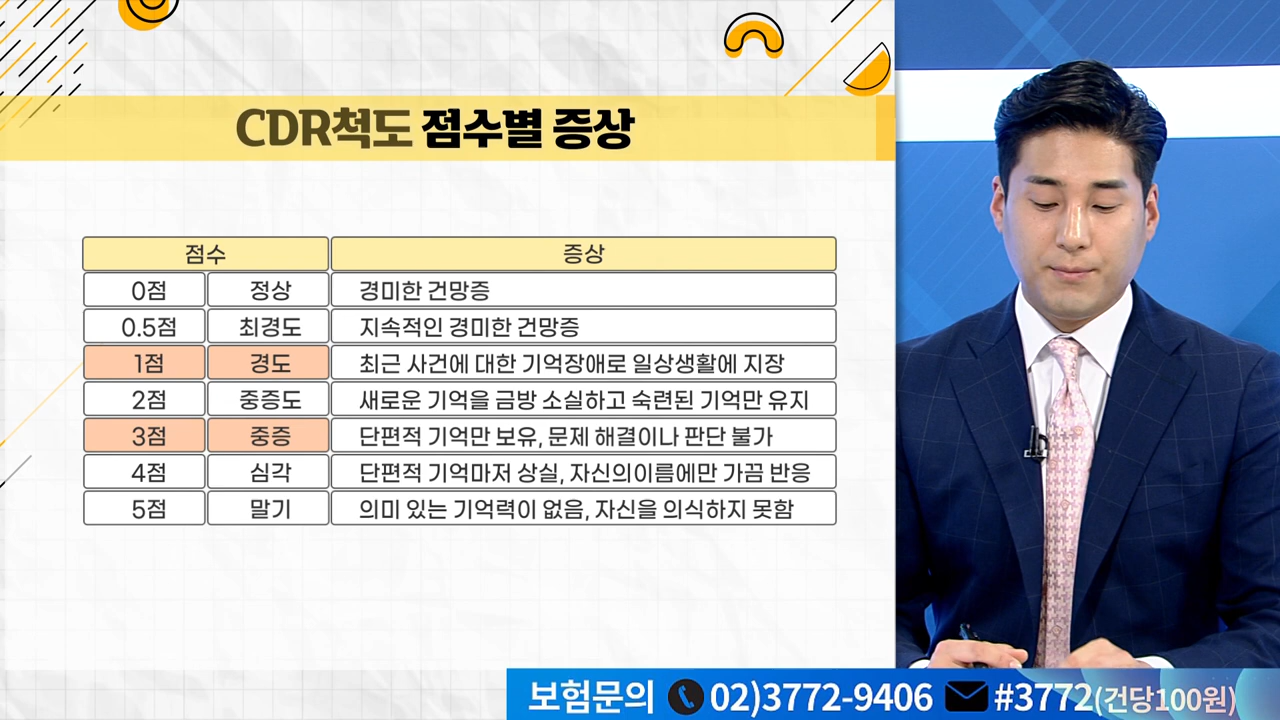 CDR척도 점수별 증상
점수 증상
0점 정상 경미한 건망증
0.5점 최경도 지속적인 경미한 건망증
1점 경도 최근 사건에 대한 기억장애로 일상생활에 지장
2점 중증도 새로운 기억을 금방 소실하고 숙련된 기억만 유지
3점 중증 단편적 기억만 보유, 문제 해결이나 판단 불가
4점 심각 단편적 기억마저 상실, 자신의이름에만 가끔 반응
5점 말기 의미 있는 기억력이 없음, 자신을 의식하지 못함
보험문의 02)3772-9406 #3772(건당100원)